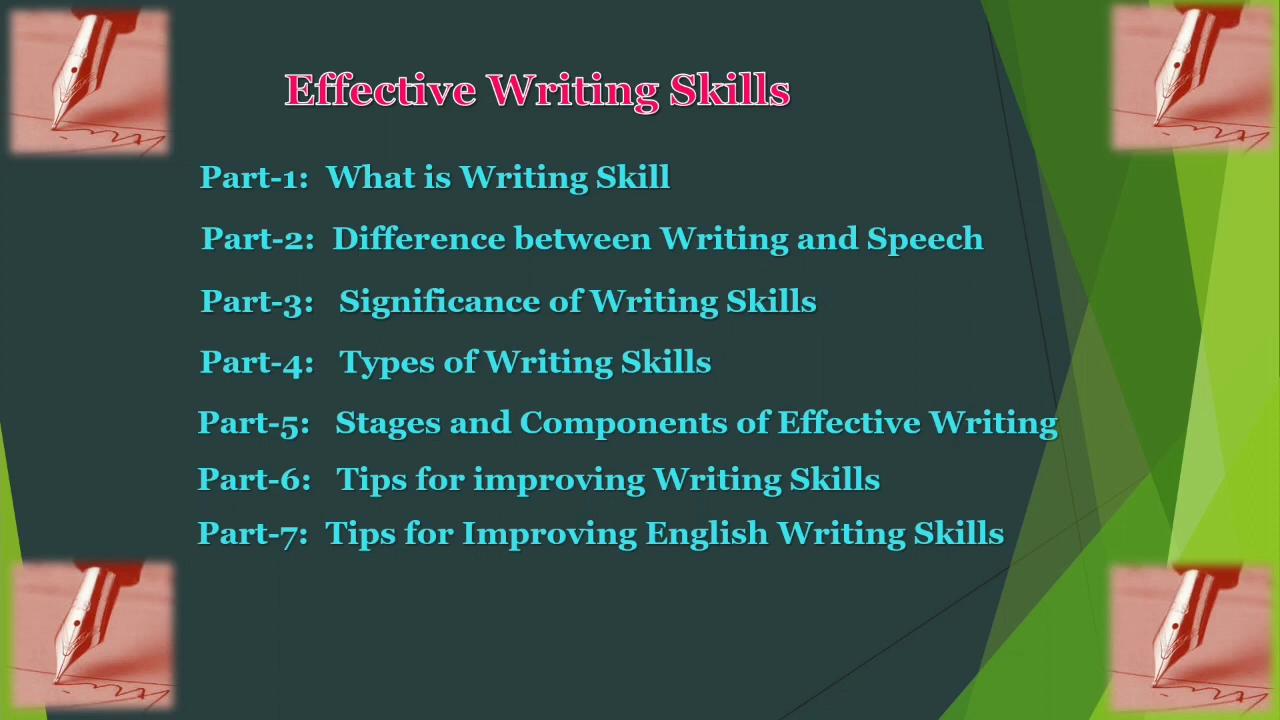 Effective Writing Skills
Part-1: What is Writing Skill
Part-2: Difference between Writing and Speech
Part-3: Significance of Writing Skills
Part-4: Types of Writing Skills
Part-5: Stages and Components of Effective Writing
Part-6: Tips for improving Writing Skills
Part-7: Tips for Improving English Writing Skills